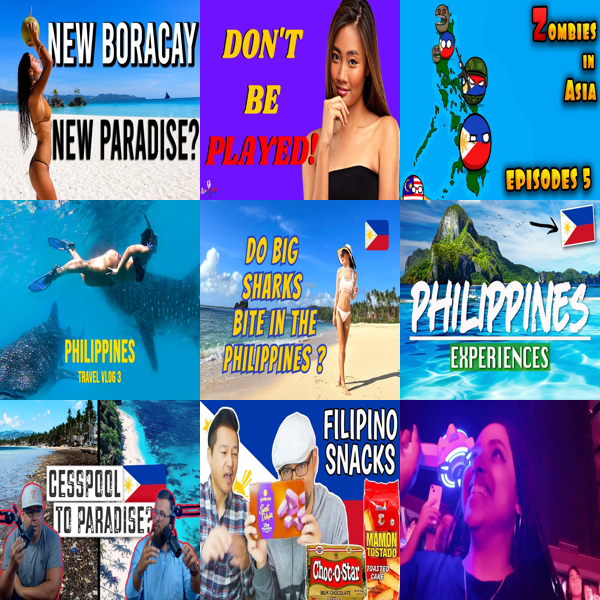 NEW BORACAY
NEW PARADISE?
DON'T
BE
PLAYED!
ZOMBIES
IN
ASIA
EPISODES 5
PHILIPPINES
TRAVEL VLOG 3
DO BIG
SHARKS
BITE IN THE
PHILIPPINES ?
PHILIPPINES
EXPERIENCES
CESSPOOL
TO PARADISE?
FILIPINO
SNACKS
MAMON
TOSTADO
TOASTED
CAKE
Choc-O-Star
MILK CHOCOLATE